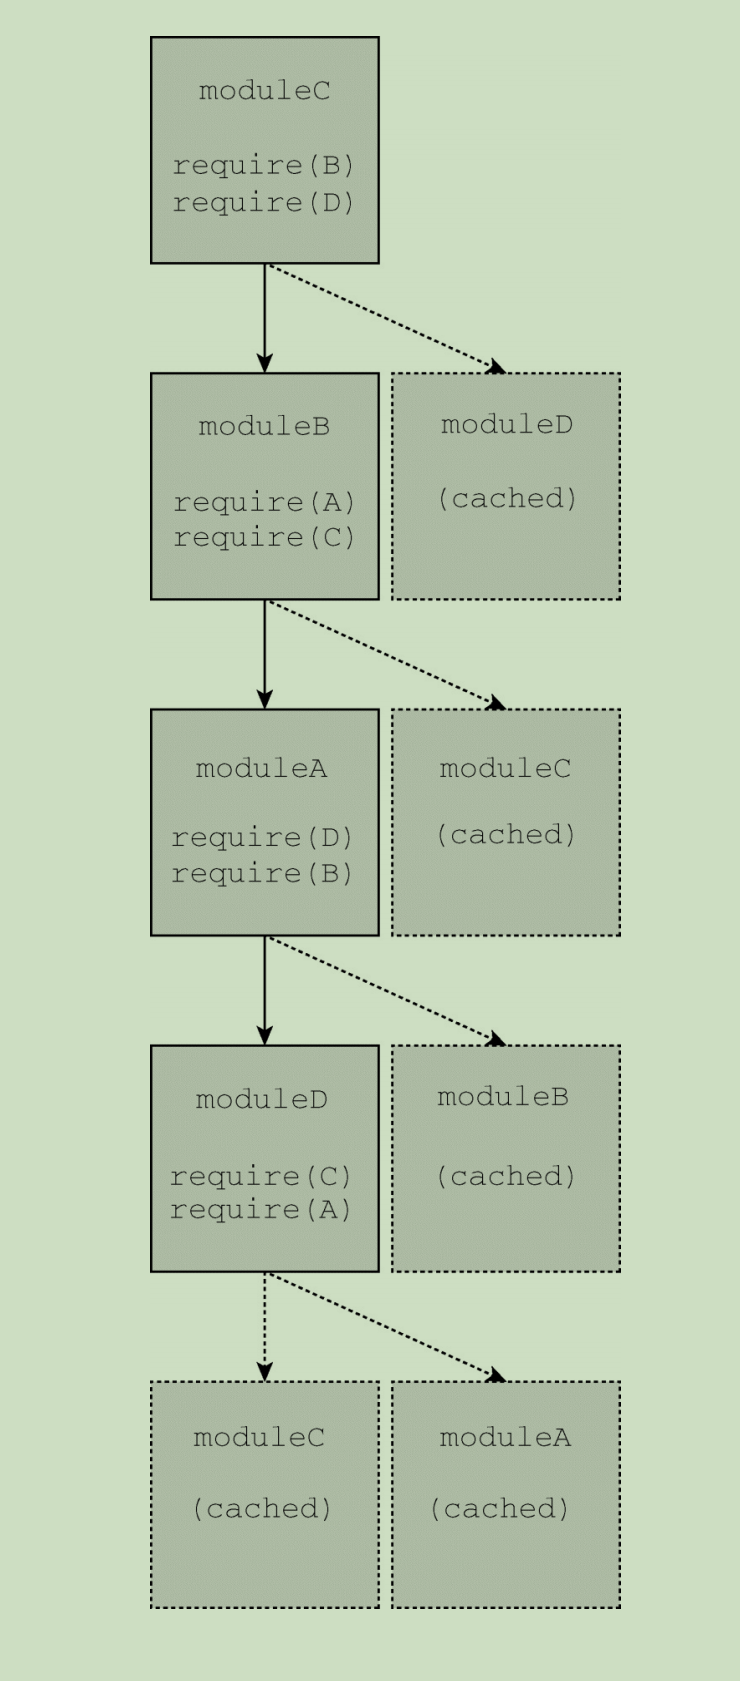 moduleC
require(B)
require(D)
moduleB
require(A)
require(C)
moduleD
(cached)
moduleA
require(D)
require(B)
moduleC
(cached)
moduleD
require(C)
require(A)
moduleB
(cached)
moduleC
(cached)
moduleA
(cached)